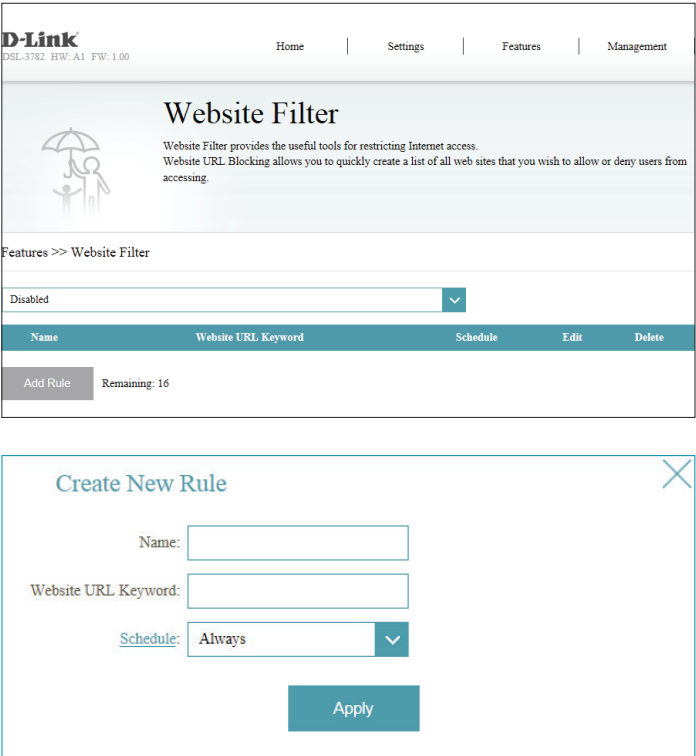 D-Link
DSL-3782 HW: A1 FW: 1.00
Home
Settings
Features
Management
Website Filter
Website Filter provides the useful tools for restricting Internet access.
Website URL Blocking allows you to quickly create a list of all web sites that you wish to allow or deny users from
accessing.
Features >> Website Filter
Disabled
Name Website URL Keyword Schedule Edit Delete
Add Rule Remaining: 16
Create New Rule
Name:
Website URL Keyword:
Schedule: Always
Apply